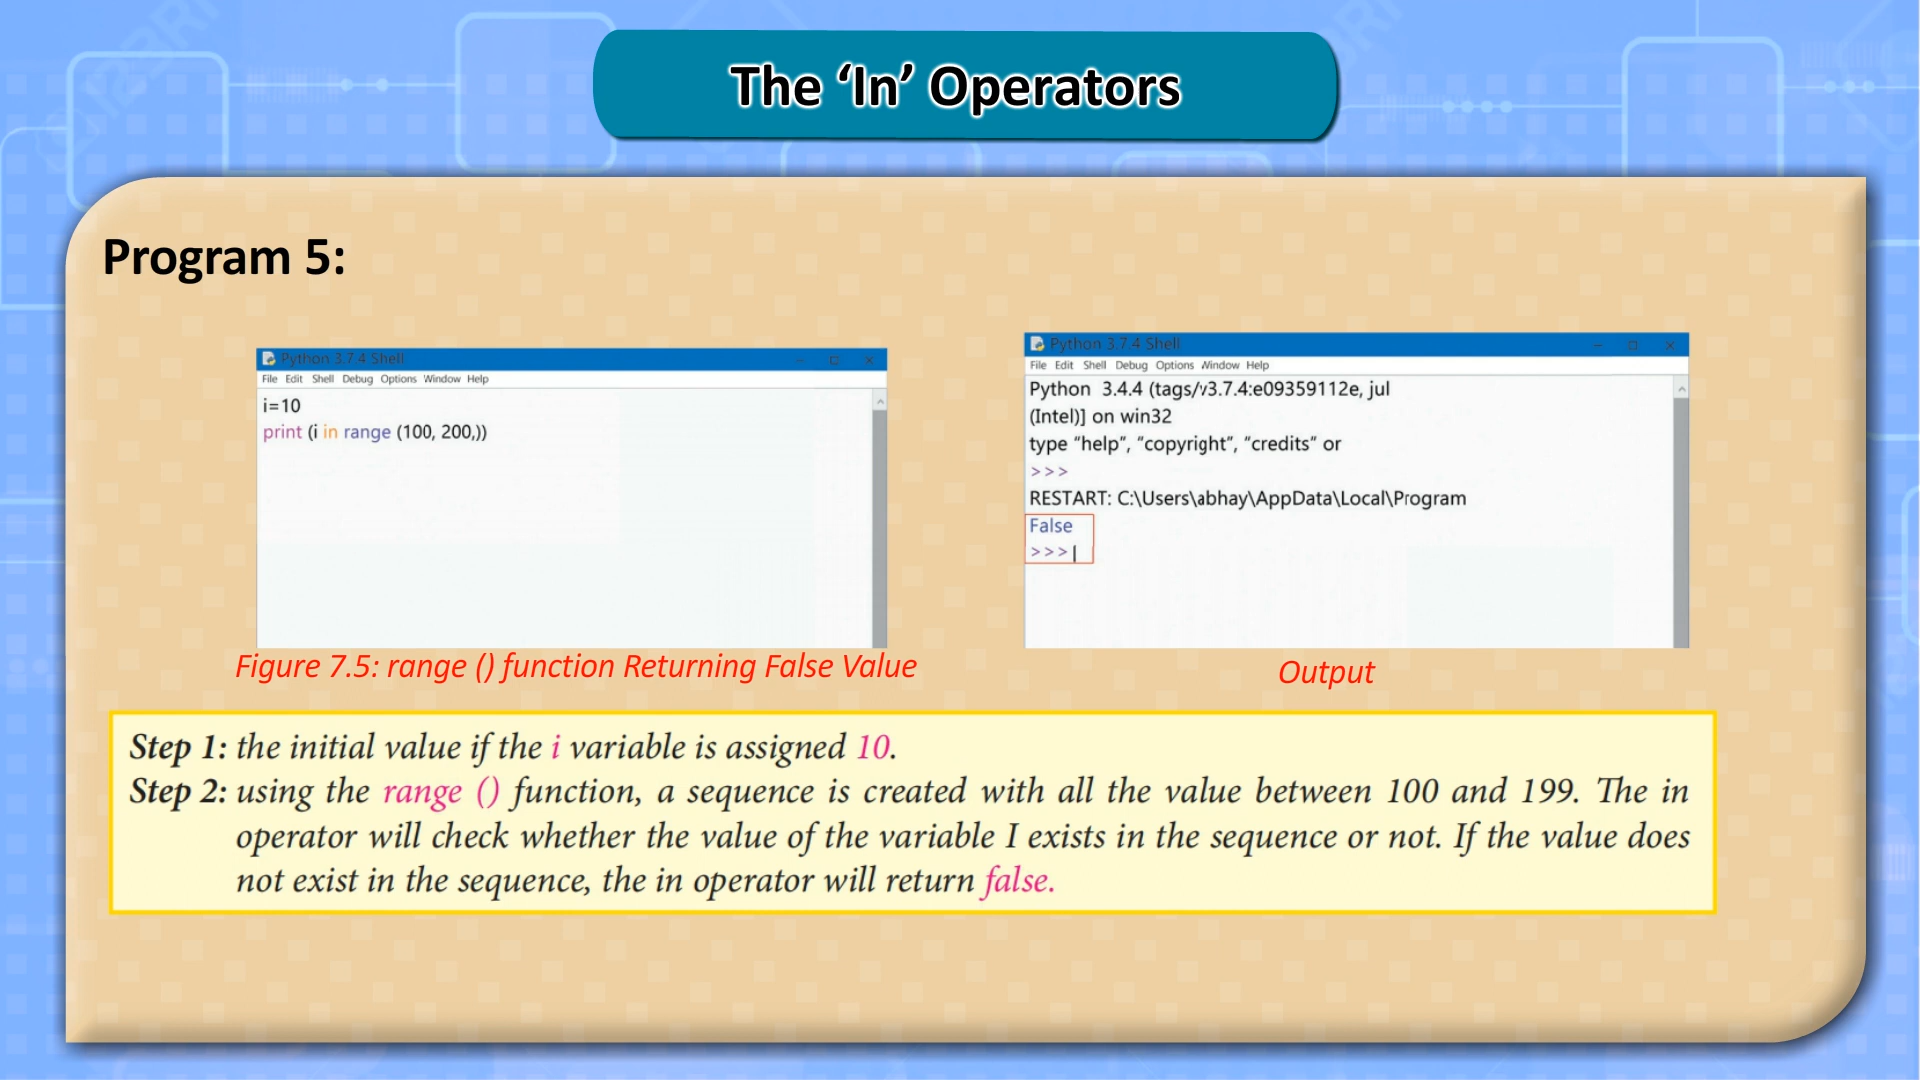 The ‘In’ Operators
Program 5:
Python 3.7.4 Shell
File Edit Shell Debug Options Window Help
i=10
print (i in range (100, 200,))
Figure 7.5: range () function Returning False Value
Python 3.7.4 Shell
File Edit Shell Debug Options Window Help
Python 3.4.4 (tags/v3.7.4:e09359112e, jul
(Intel)] on win32
type “help”, “copyright”, “credits” or
>>>
RESTART: C:\Users\abhay\AppData\Local\Program
False
>>>|
Output
Step 1: the initial value if the i variable is assigned 10.
Step 2: using the range () function, a sequence is created with all the value between 100 and 199. The in
operator will check whether the value of the variable I exists in the sequence or not. If the value does
not exist in the sequence, the in operator will return false.